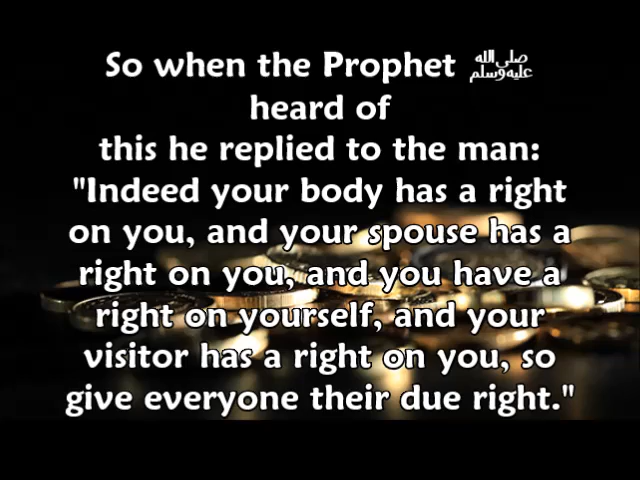 So when the Prophet ﷺ
heard of
this he replied to the man:
"Indeed your body has a right
on you, and your spouse has a
right on you, and you have a
right on yourself, and your
visitor has a right on you, so
give everyone their due right."